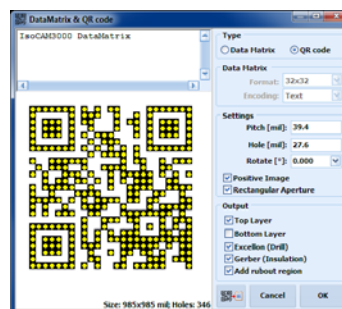 DataMatrix & QR code
IsoCAM3000 DataMatrix
Type
Data Matrix
QR code
Data Matrix
Format: 32x32
Encoding: Text
Settings
Pitch [mil]: 39.4
Hole [mil]: 27.6
Rotate [°]: 0.000
Positive Image
Rectangular Aperture
Output
Top Layer
Bottom Layer
Excellon (Drill)
Gerber (Insulation)
Add rubout region
Size: 985x985 mil; Holes: 346
Cancel
OK